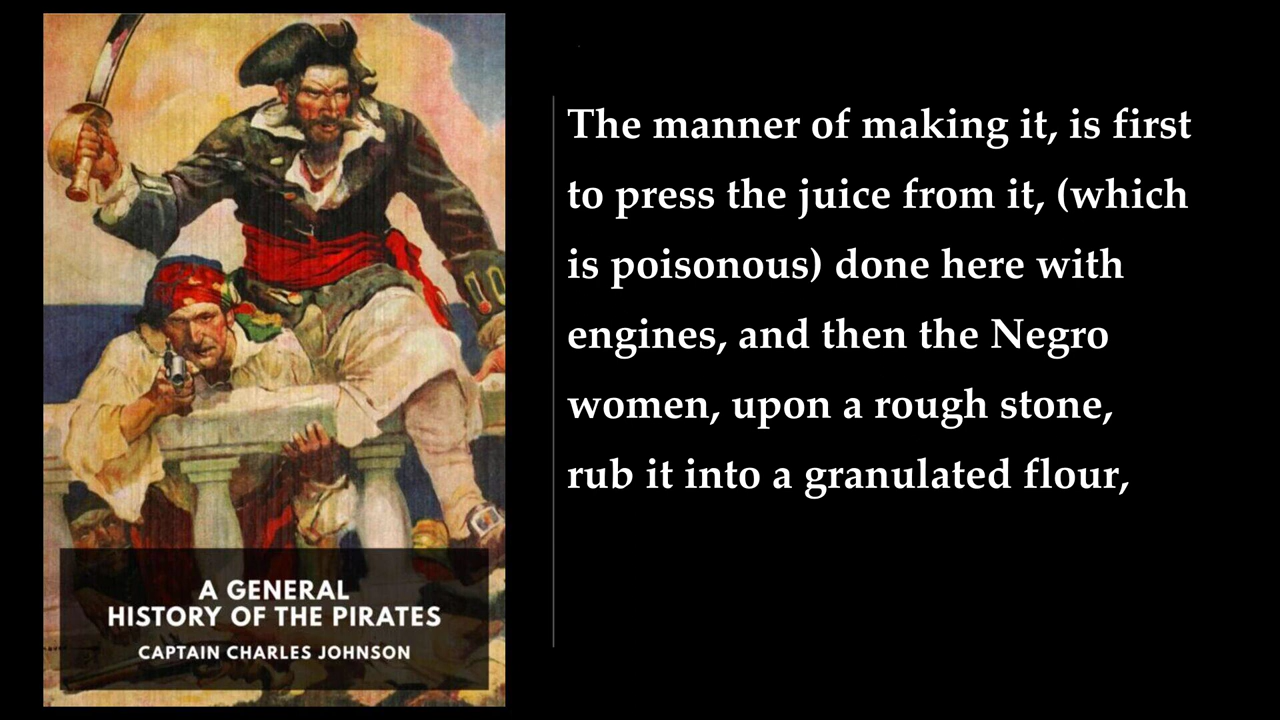 The manner of making it, is first
to press the juice from it, (which
is poisonous) done here with
engines, and then the Negro
women, upon a rough stone,
rub it into a granulated flour,
A GENERAL
HISTORY OF THE PIRATES
CAPTAIN CHARLES JOHNSON